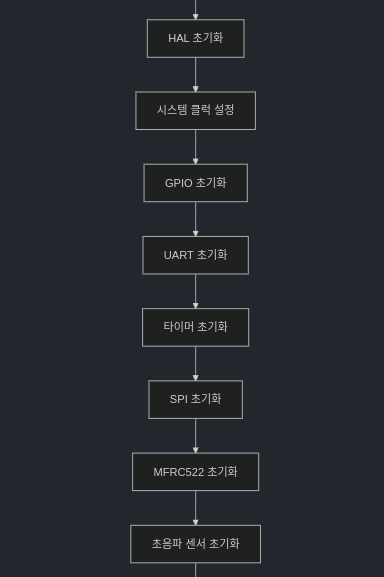 HAL 초기화
시스템 클럭 설정
GPIO 초기화
UART 초기화
타이머 초기화
SPI 초기화
MFRC522 초기화
초음파 센서 초기화